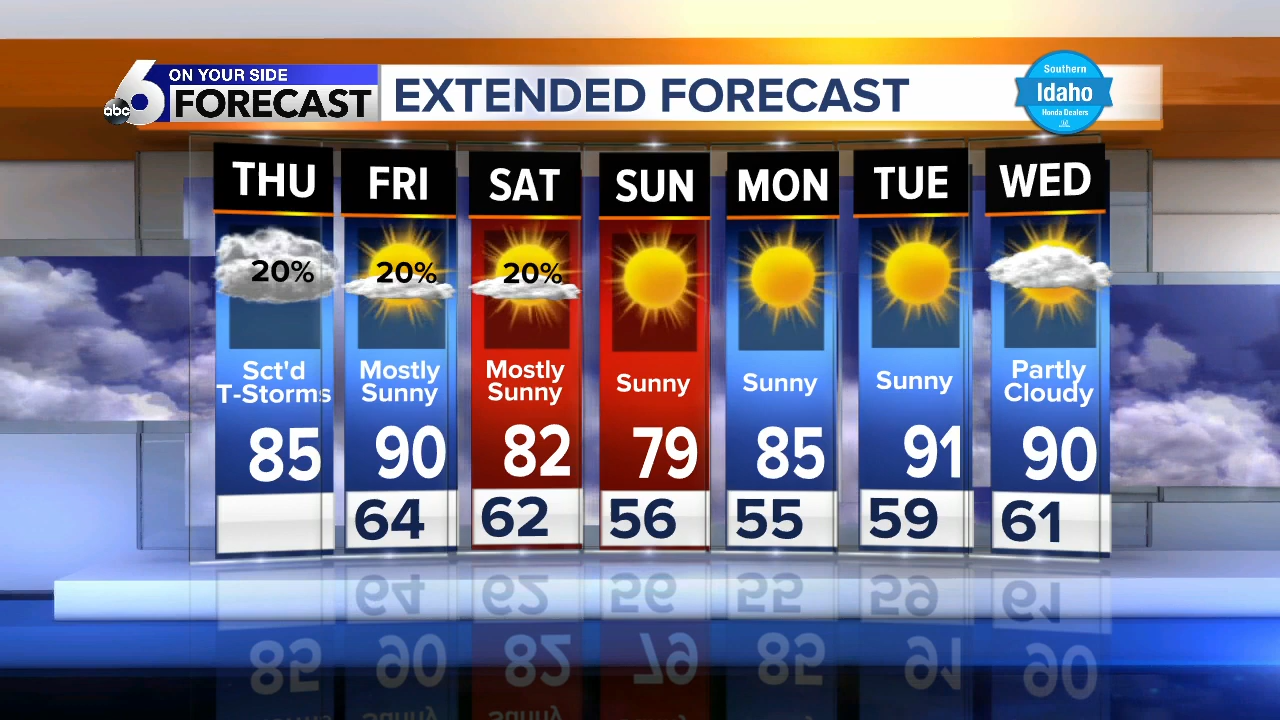 abc 6 ON YOUR SIDE
FORECAST
EXTENDED FORECAST
Southern
Idaho
Honda Dealers
THU
20%
Sct'd
T-Storms
85
FRI
20%
Mostly
Sunny
90
64
SAT
20%
Mostly
Sunny
82
62
SUN
Sunny
79
56
MON
Sunny
85
55
TUE
Sunny
91
59
WED
Partly
Cloudy
90
61